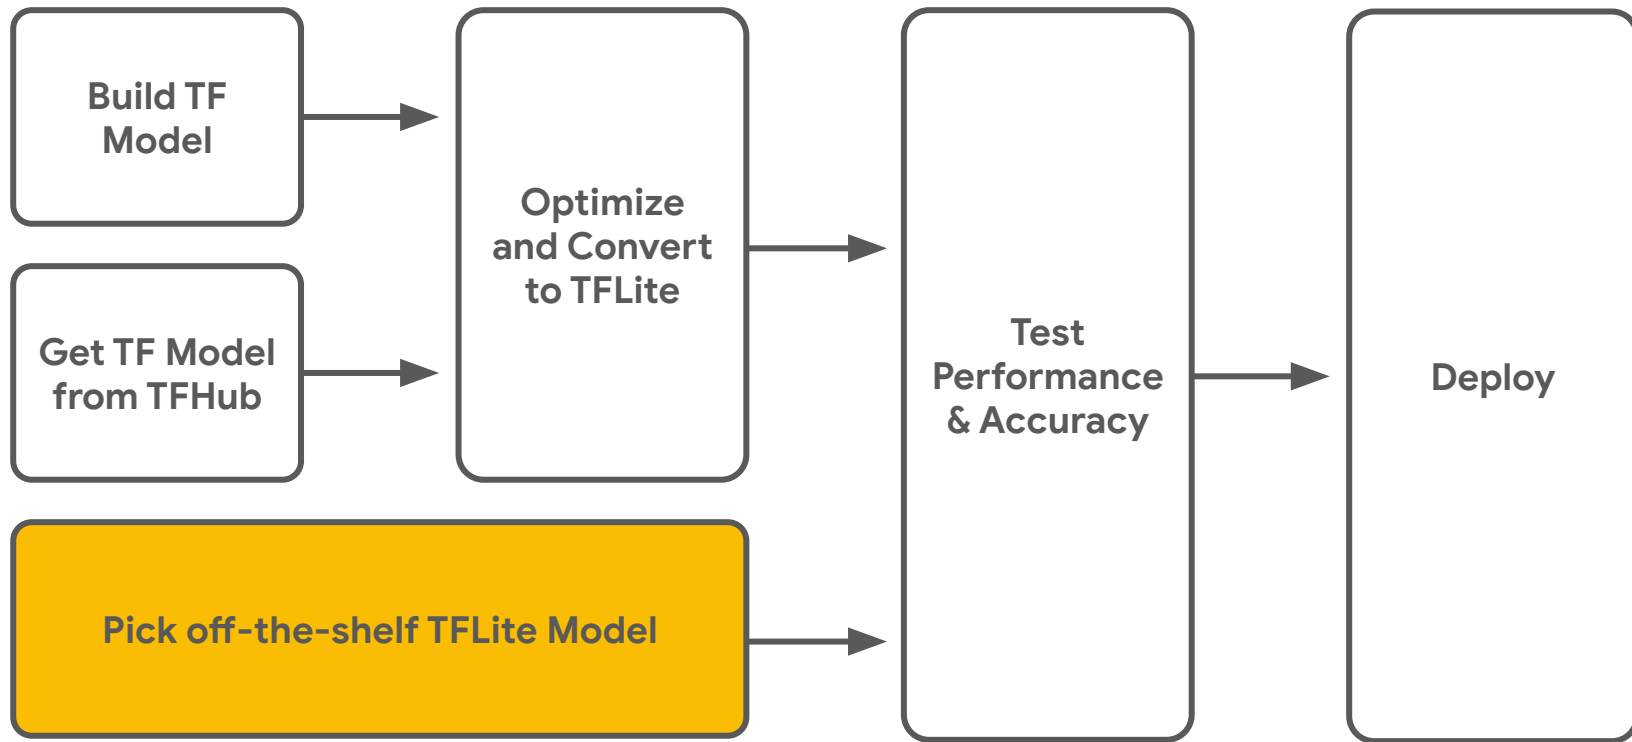 Build TF
Model
Get TF Model
from TFHub
Optimize
and Convert
to TFLite
Pick off-the-shelf TFLite Model
Test
Performance
& Accuracy
Deploy